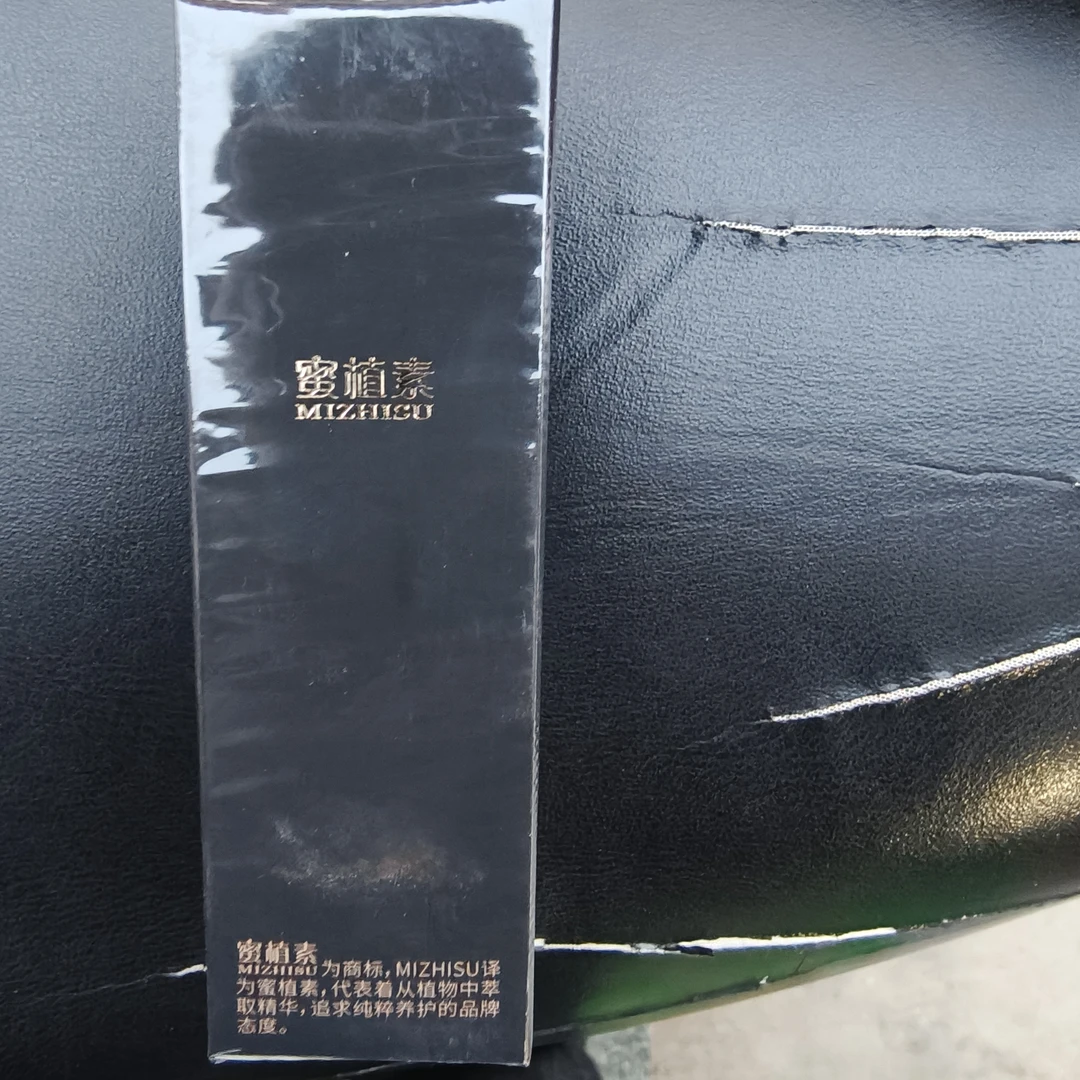 蜜植素
MIZHISU
蜜植素
MIZHISU为商标,MIZHISU译
为蜜植素,代表着从植物中萃
取精华,追求纯粹养护的品牌
态度。